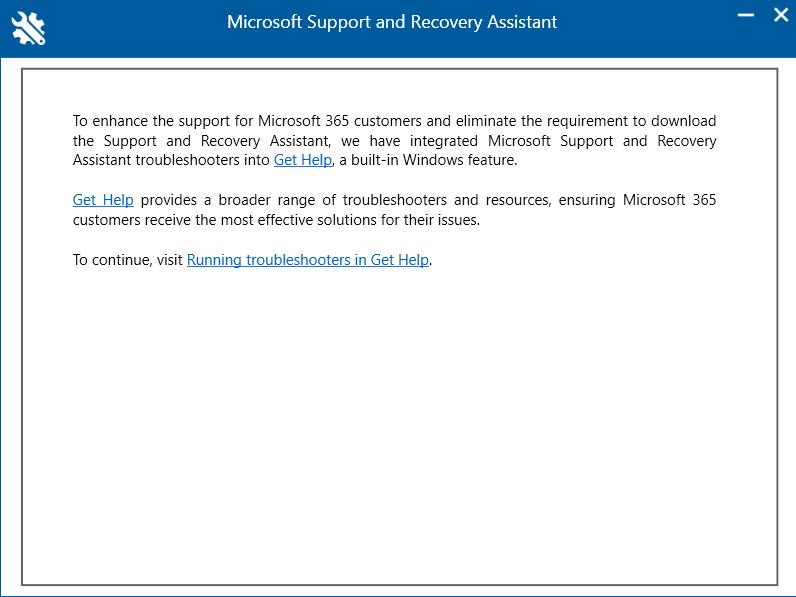 Microsoft Support and Recovery Assistant
To enhance the support for Microsoft 365 customers and eliminate the requirement to download
the Support and Recovery Assistant, we have integrated Microsoft Support and Recovery
Assistant troubleshooters into Get Help, a built-in Windows feature.
Get Help provides a broader range of troubleshooters and resources, ensuring Microsoft 365
customers receive the most effective solutions for their issues.
To continue, visit Running troubleshooters in Get Help.